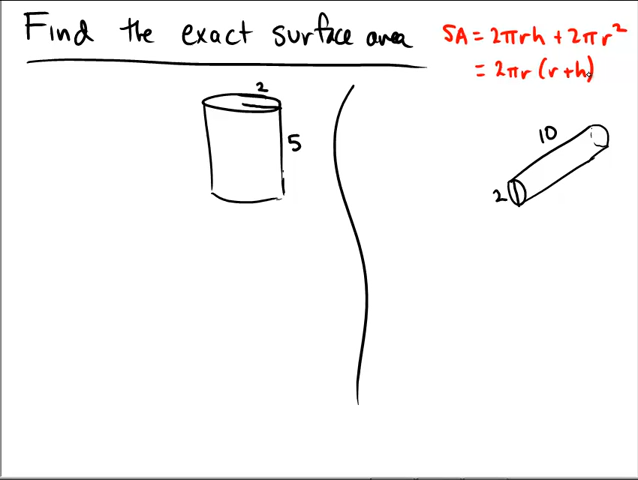 Find the exact surface area
SA = 2πrh + 2πr²
= 2πr (r+h)
2
5
10
2